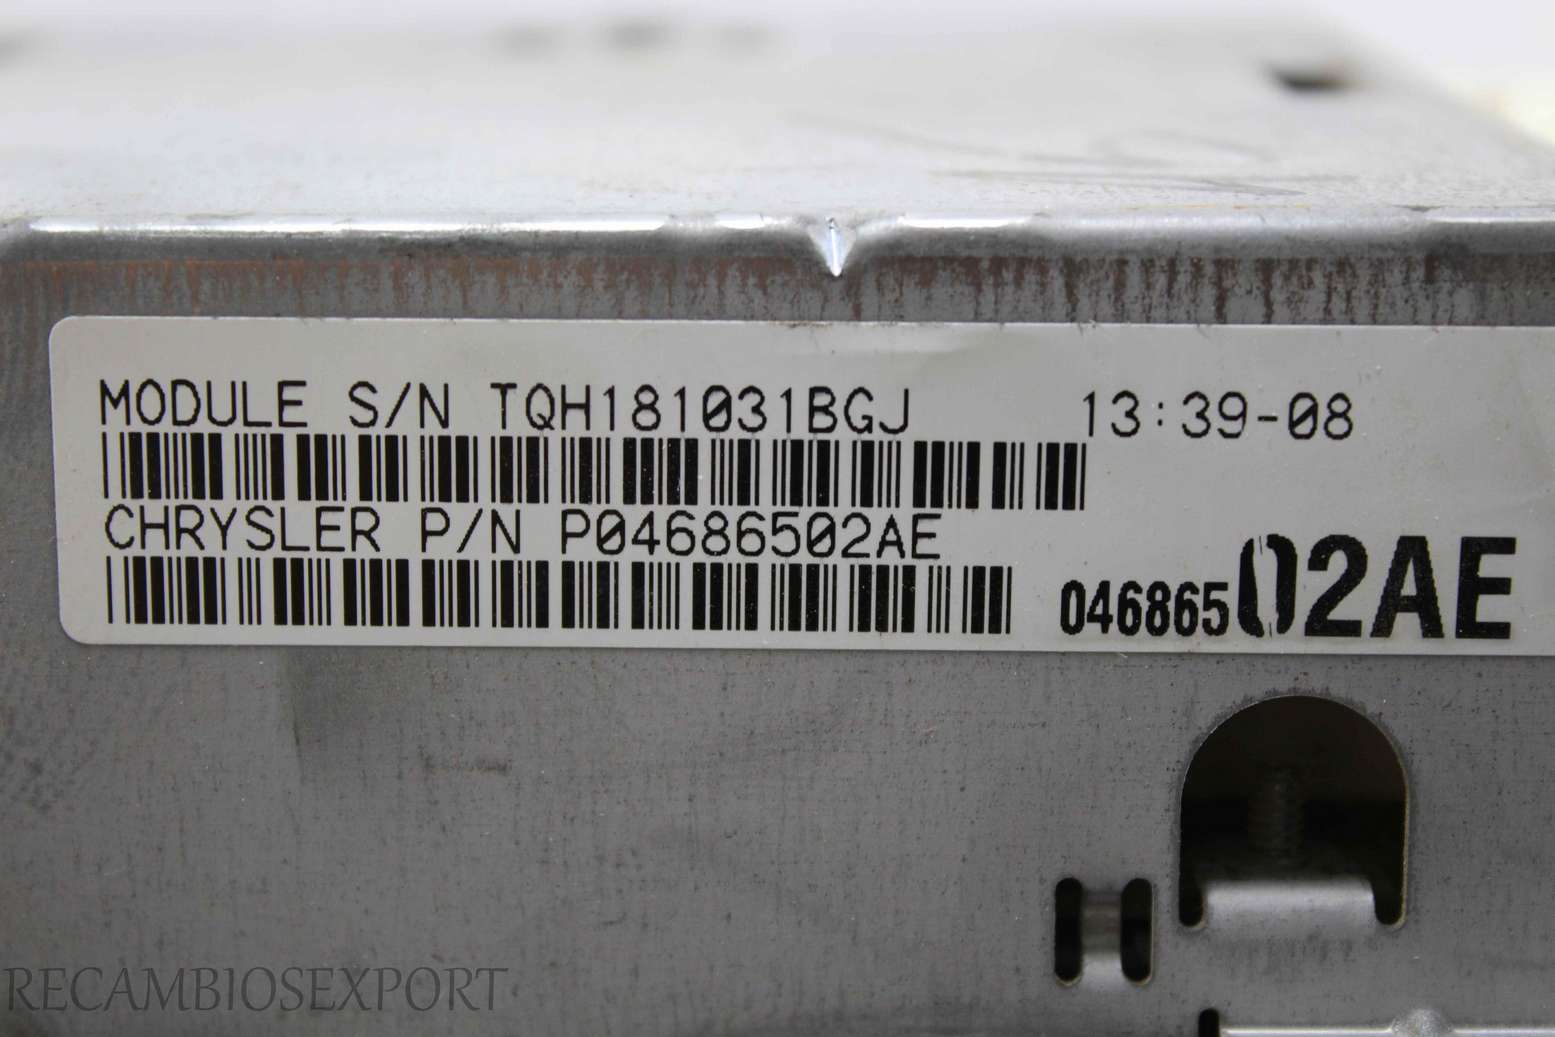 MODULE S/N TQH181031BGJ 13:39-08
CHRYSLER P/N P04686502AE
04686502AE
RECAMBIOSEXPORT